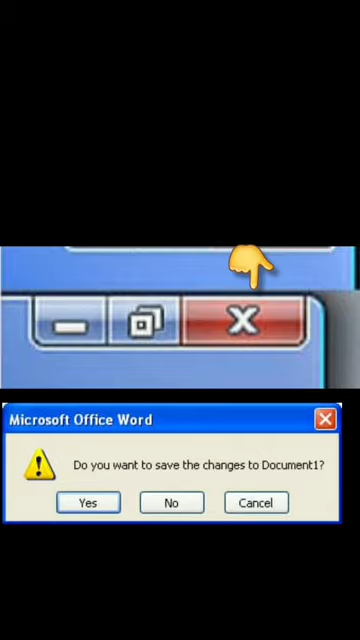 Microsoft Office Word
Do you want to save the changes to Document1?
Yes No Cancel